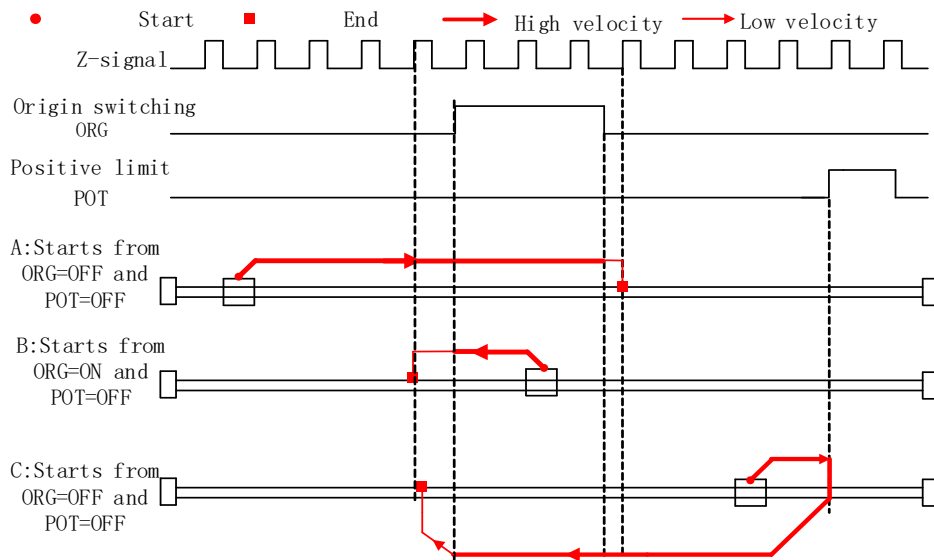 Start End High velocity Low velocity
Z-signal
Origin switching
ORG
Positive limit
POT
A:Starts from
ORG=OFF and
POT=OFF
B:Starts from
ORG=ON and
POT=OFF
C:Starts from
ORG=OFF and
POT=OFF